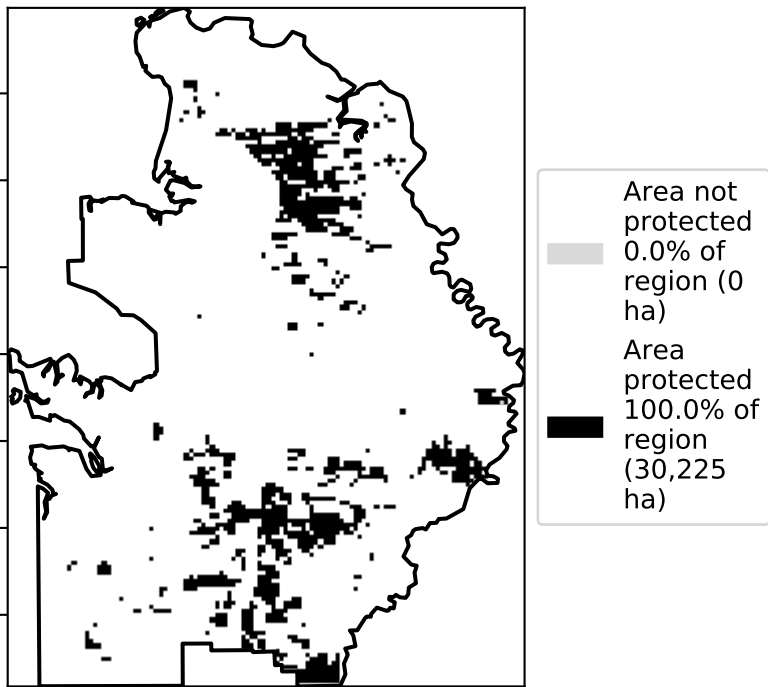 Area not
protected
0.0% of
region (0
ha)
Area
protected
100.0% of
region
(30,225
ha)